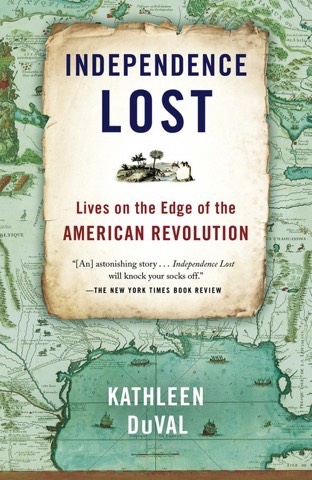 INDEPENDENCE
LOST
Lives on the Edge of the
AMERICAN REVOLUTION
“[An] astonishing story . . . Independence Lost
will knock your socks off.”
—THE NEW YORK TIMES BOOK REVIEW
KATHLEEN
DuVAL